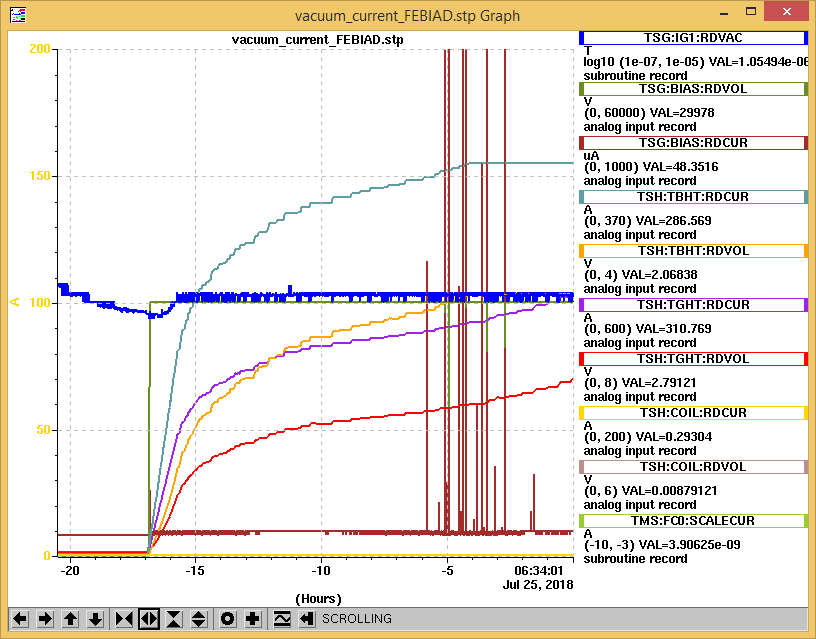 vacuum_current_FEBIAD.stp Graph
vacuum_current_FEBIAD.stp
200
150
A
100
50
0
-20
-15
-10
-5
06:34:01
Jul 25, 2018
(Hours)
TSG:IG1:RDVAC
T
log10 (1e-07, 1e-05) VAL=1.05494e-06
subroutine record
TSG:BIAS:RDVOL
V
(0, 60000) VAL=29978
analog input record
TSG:BIAS:RDCUR
uA
(0, 1000) VAL=48.3516
analog input record
TSH:TBHT:RDCUR
A
(0, 370) VAL=286.569
analog input record
TSH:TBHT:RDVOL
V
(0, 4) VAL=2.06838
analog input record
TSH:TGHT:RDCUR
A
(0, 600) VAL=310.769
analog input record
TSH:TGHT:RDVOL
V
(0, 8) VAL=2.79121
analog input record
TSH:COIL:RDCUR
A
(0, 200) VAL=0.29304
analog input record
TSH:COIL:RDVOL
V
(0, 6) VAL=0.00879121
analog input record
TMS:FC0:SCALECUR
A
(-10, -3) VAL=3.90625e-09
subroutine record
SCROLLING